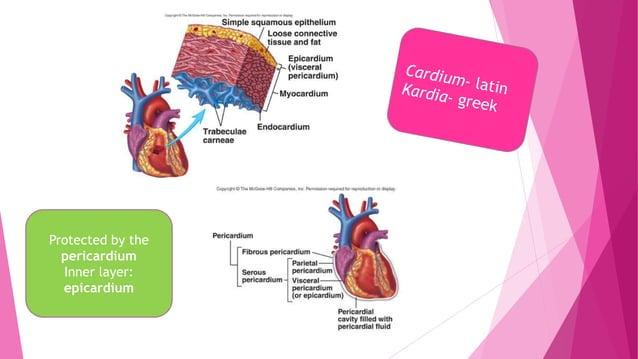 Copyright © The McGraw-Hill Companies, Inc. Permission required for reproduction or display.
Simple squamous epithelium
Loose connective
tissue and fat
Epicardium
(visceral
pericardium)
Myocardium
Endocardium
Trabeculae
carneae
Cardium- latin
Kardia- greek
Copyright © The McGraw-Hill Companies, Inc. Permission required for reproduction or display.
Pericardium
Fibrous pericardium
Serous
pericardium
Parietal
pericardium
Visceral
pericardium
(or epicardium)
Pericardial
cavity filled with
pericardial fluid
Protected by the
pericardium
Inner layer:
epicardium